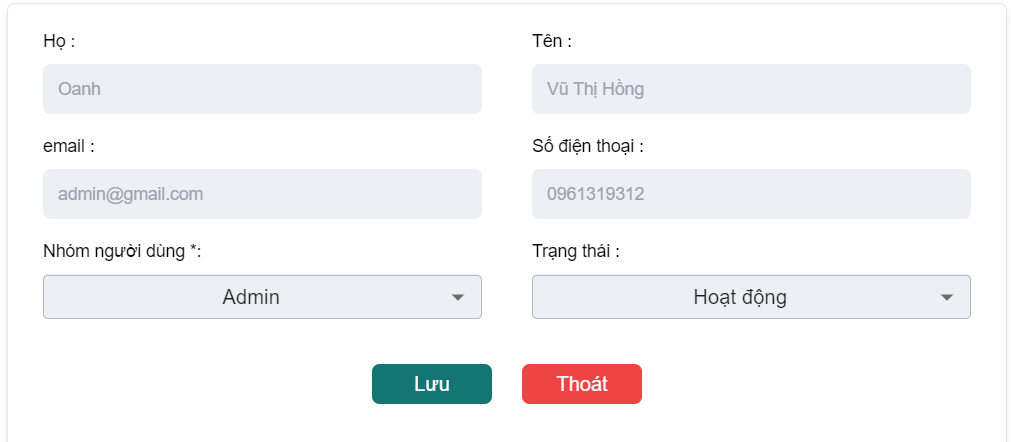 Họ :
Tên :
Oanh
Vũ Thị Hồng
email :
Số điện thoại :
admin@gmail.com
0961319312
Nhóm người dùng *:
Trạng thái :
Admin
Hoạt động
Lưu
Thoát